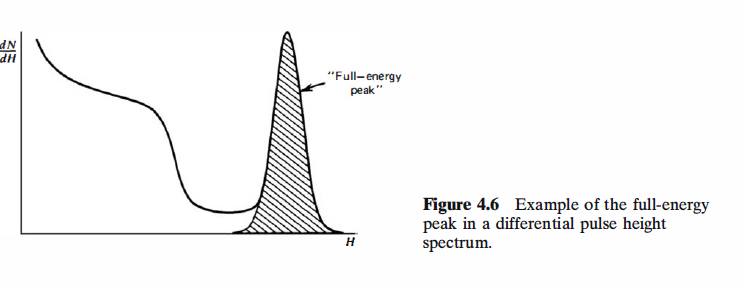 dN
dH
"Full-energy
peak"
H
Figure 4.6 Example of the full-energy
peak in a differential pulse height
spectrum.